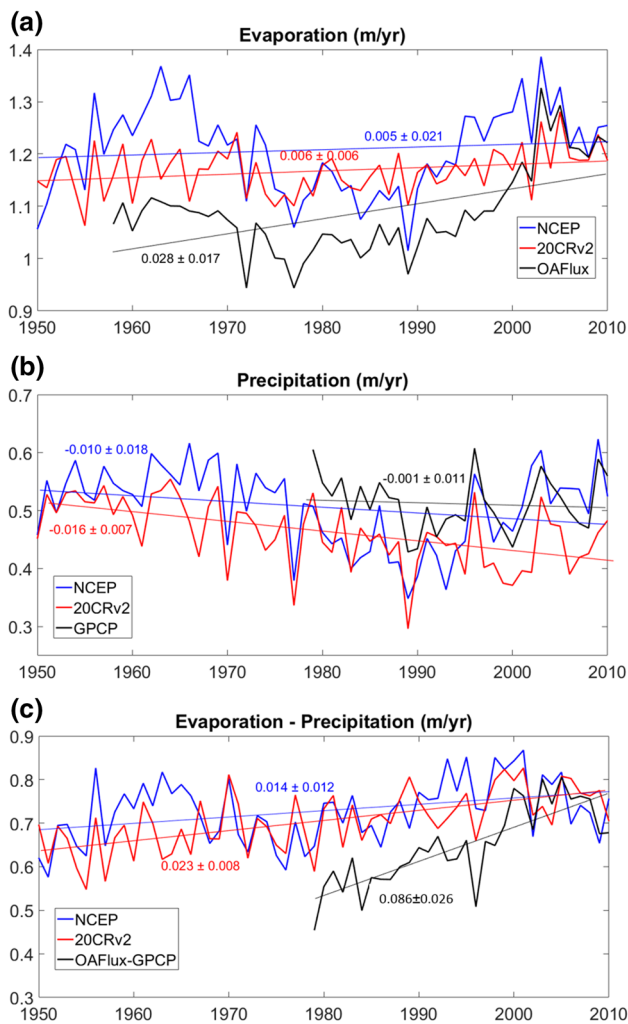 (a)
Evaporation (m/yr)
1.4
1.3
1.2
1.1
1
0.9
0.005 ± 0.021
0.006 ± 0.006
0.028 ± 0.017
NCEP
20CRv2
OAFlux
1950 1960 1970 1980 1990 2000 2010
(b)
Precipitation (m/yr)
0.7
0.6
0.5
0.4
0.3
-0.010 ± 0.018
-0.001 ± 0.011
-0.016 ± 0.007
NCEP
20CRv2
GPCP
1950 1960 1970 1980 1990 2000 2010
(c)
Evaporation - Precipitation (m/yr)
0.9
0.8
0.7
0.6
0.5
0.4
0.3
0.014 ± 0.012
0.023 ± 0.008
0.086±0.026
NCEP
20CRv2
OAFlux-GPCP
1950 1960 1970 1980 1990 2000 2010